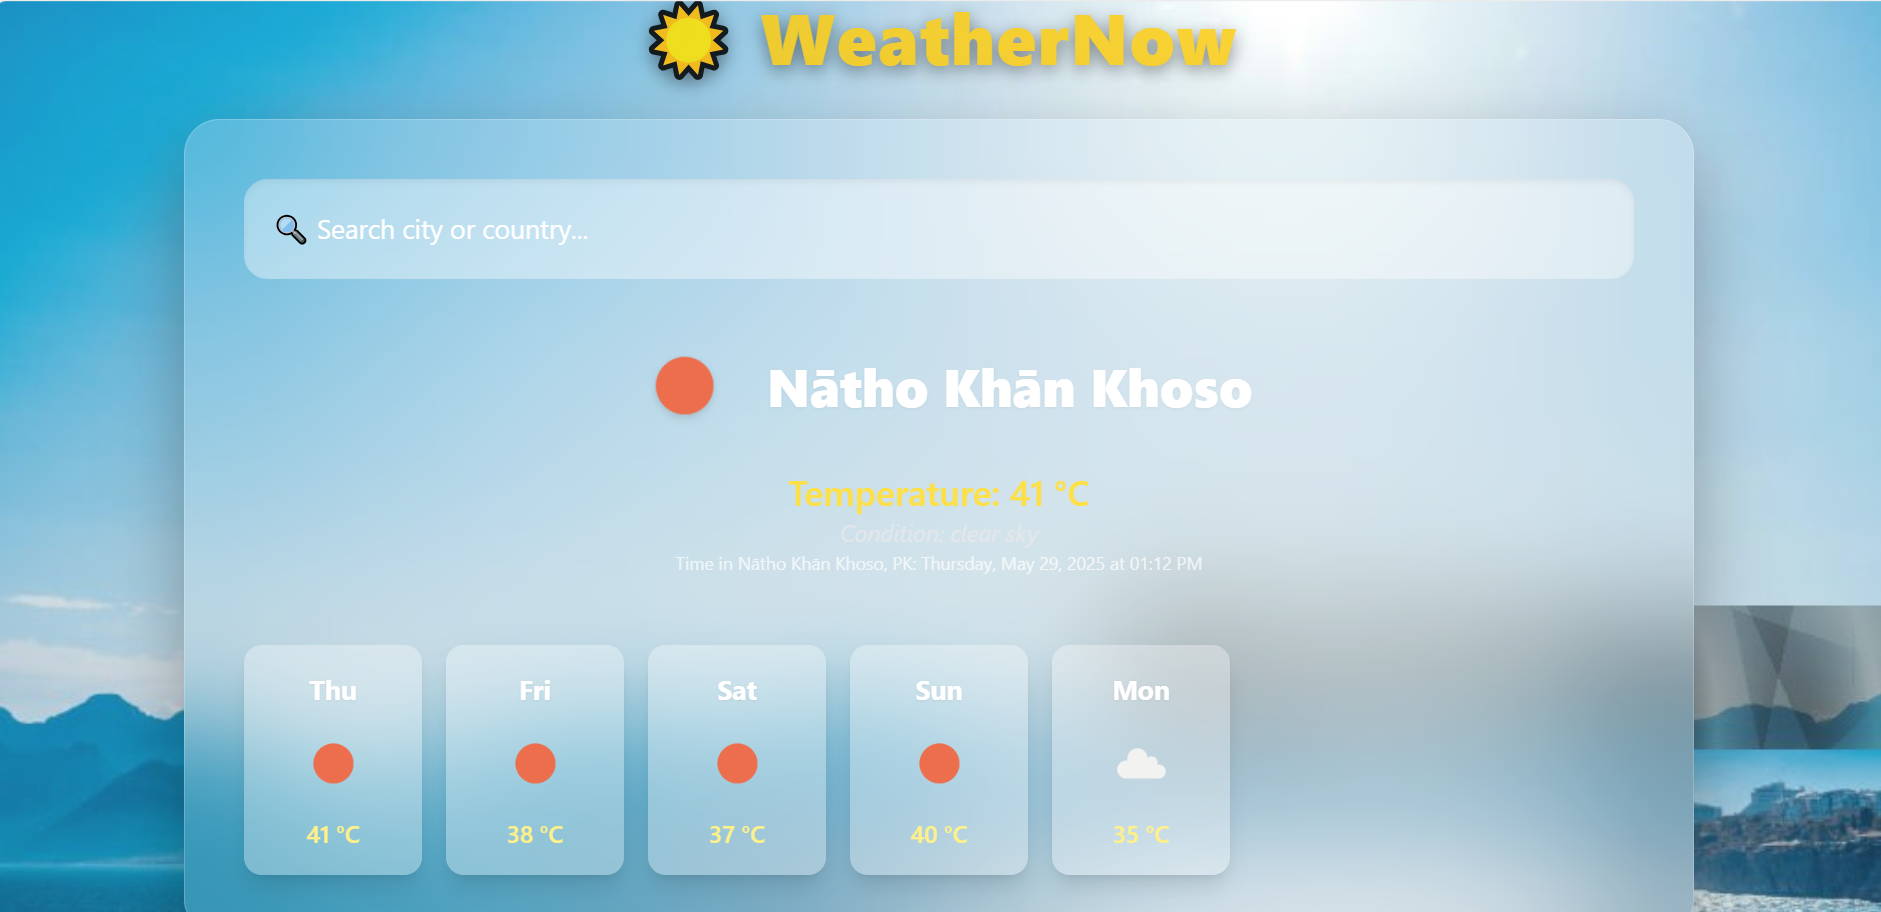 WeatherNow
Search city or country...
Nātho Khān Khoso
Temperature: 41 °C
Condition: clear sky
Time in Nātho Khān Khoso, PK: Thursday, May 29, 2025 at 01:12 PM
Thu Fri Sat Sun Mon
41 °C 38 °C 37 °C 40 °C 35 °C